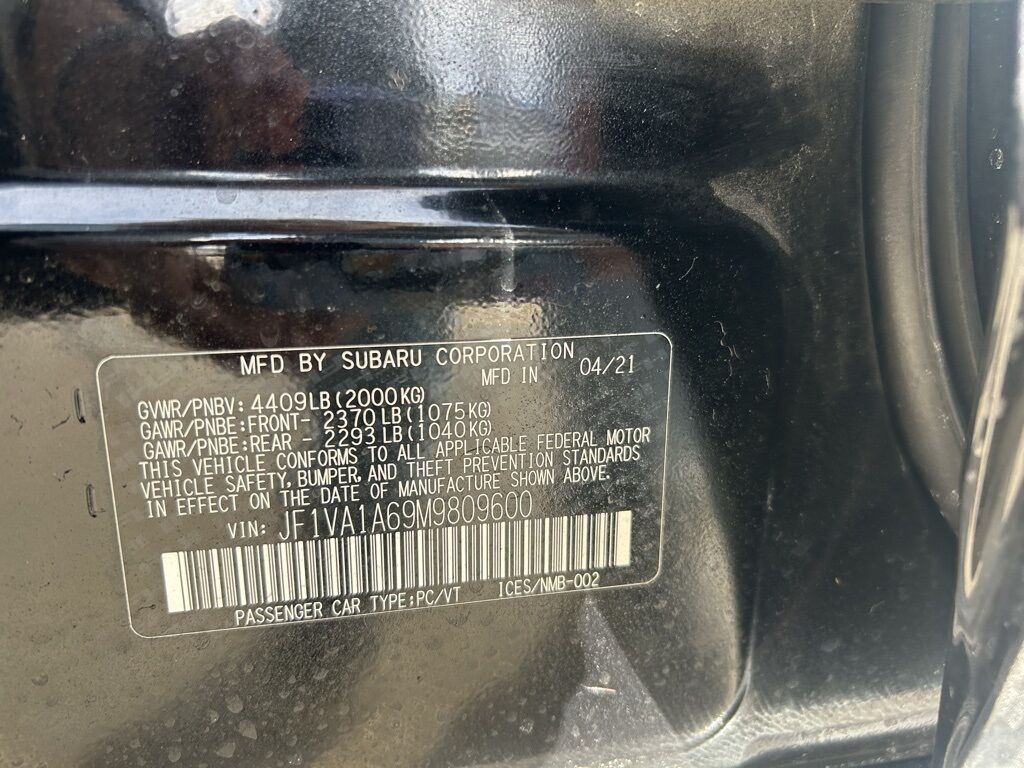 MFD BY SUBARU CORPORATION
MFD IN 04/21
GVWR/PNBV: 4409LB(2000KG)
GAWR/PNBE:FRONT- 2370LB(1075KG)
GAWR/PNBE:REAR - 2293LB(1040KG)
THIS VEHICLE CONFORMS TO ALL APPLICABLE FEDERAL MOTOR
VEHICLE SAFETY, BUMPER, AND THEFT PREVENTION STANDARDS
IN EFFECT ON THE DATE OF MANUFACTURE SHOWN ABOVE.
VIN: JF1VA1A69M9809600
PASSENGER CAR TYPE:PC/VT ICES/NMB-002